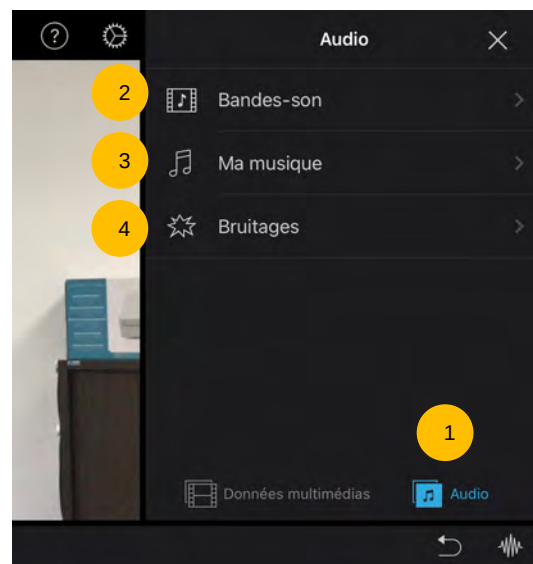 ?
Audio
2
Bandes-son
3
Ma musique
4
Bruitages
1
Données multimédias
Audio